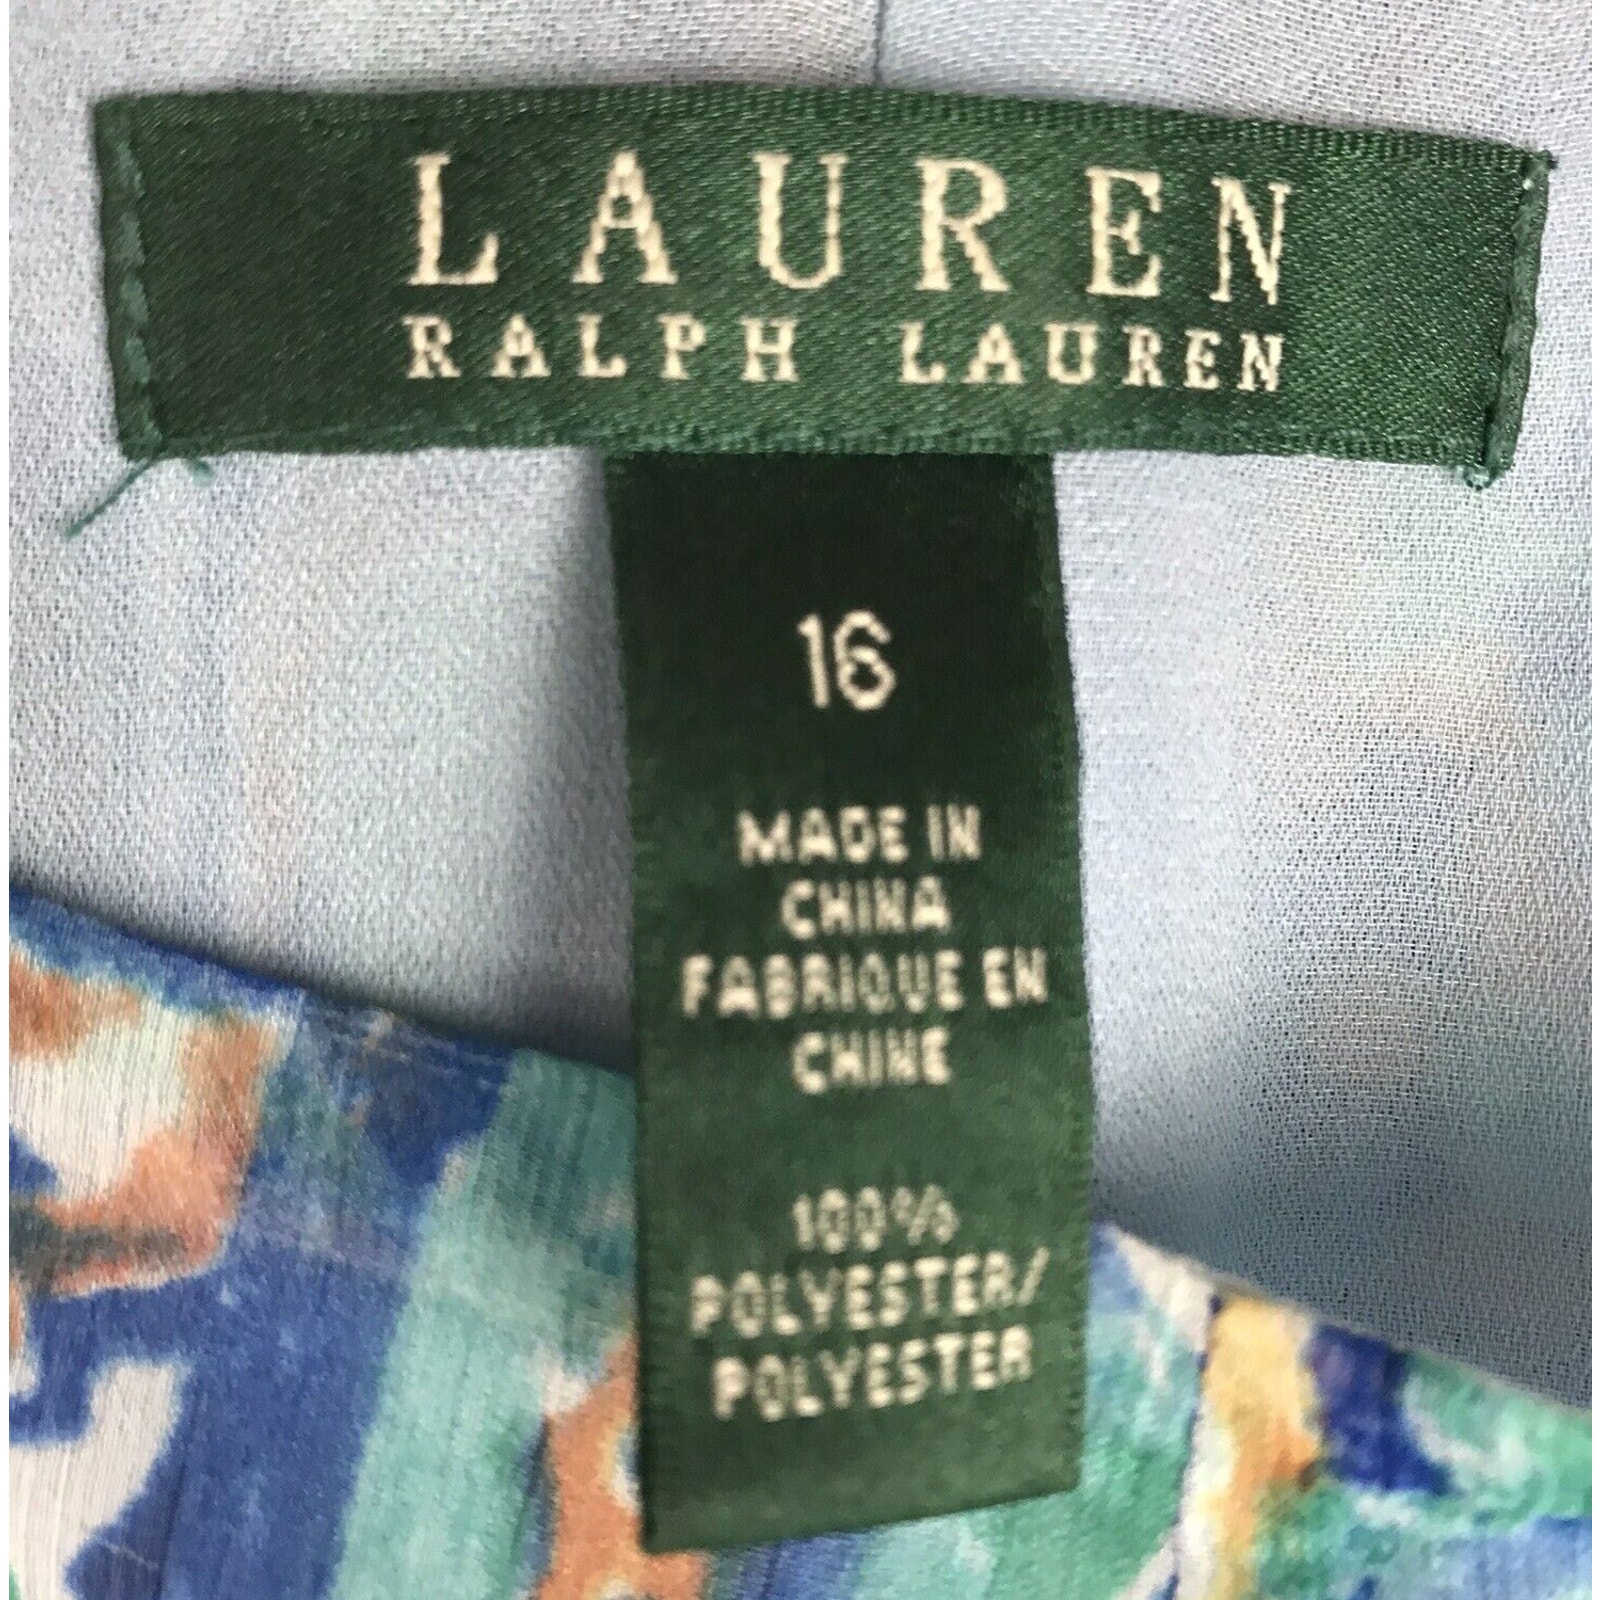 LAUREN
RALPH LAUREN
16
MADE IN
CHINA
FABRIQUE EN
CHINE
100%
POLYESTER/
POLYESTER